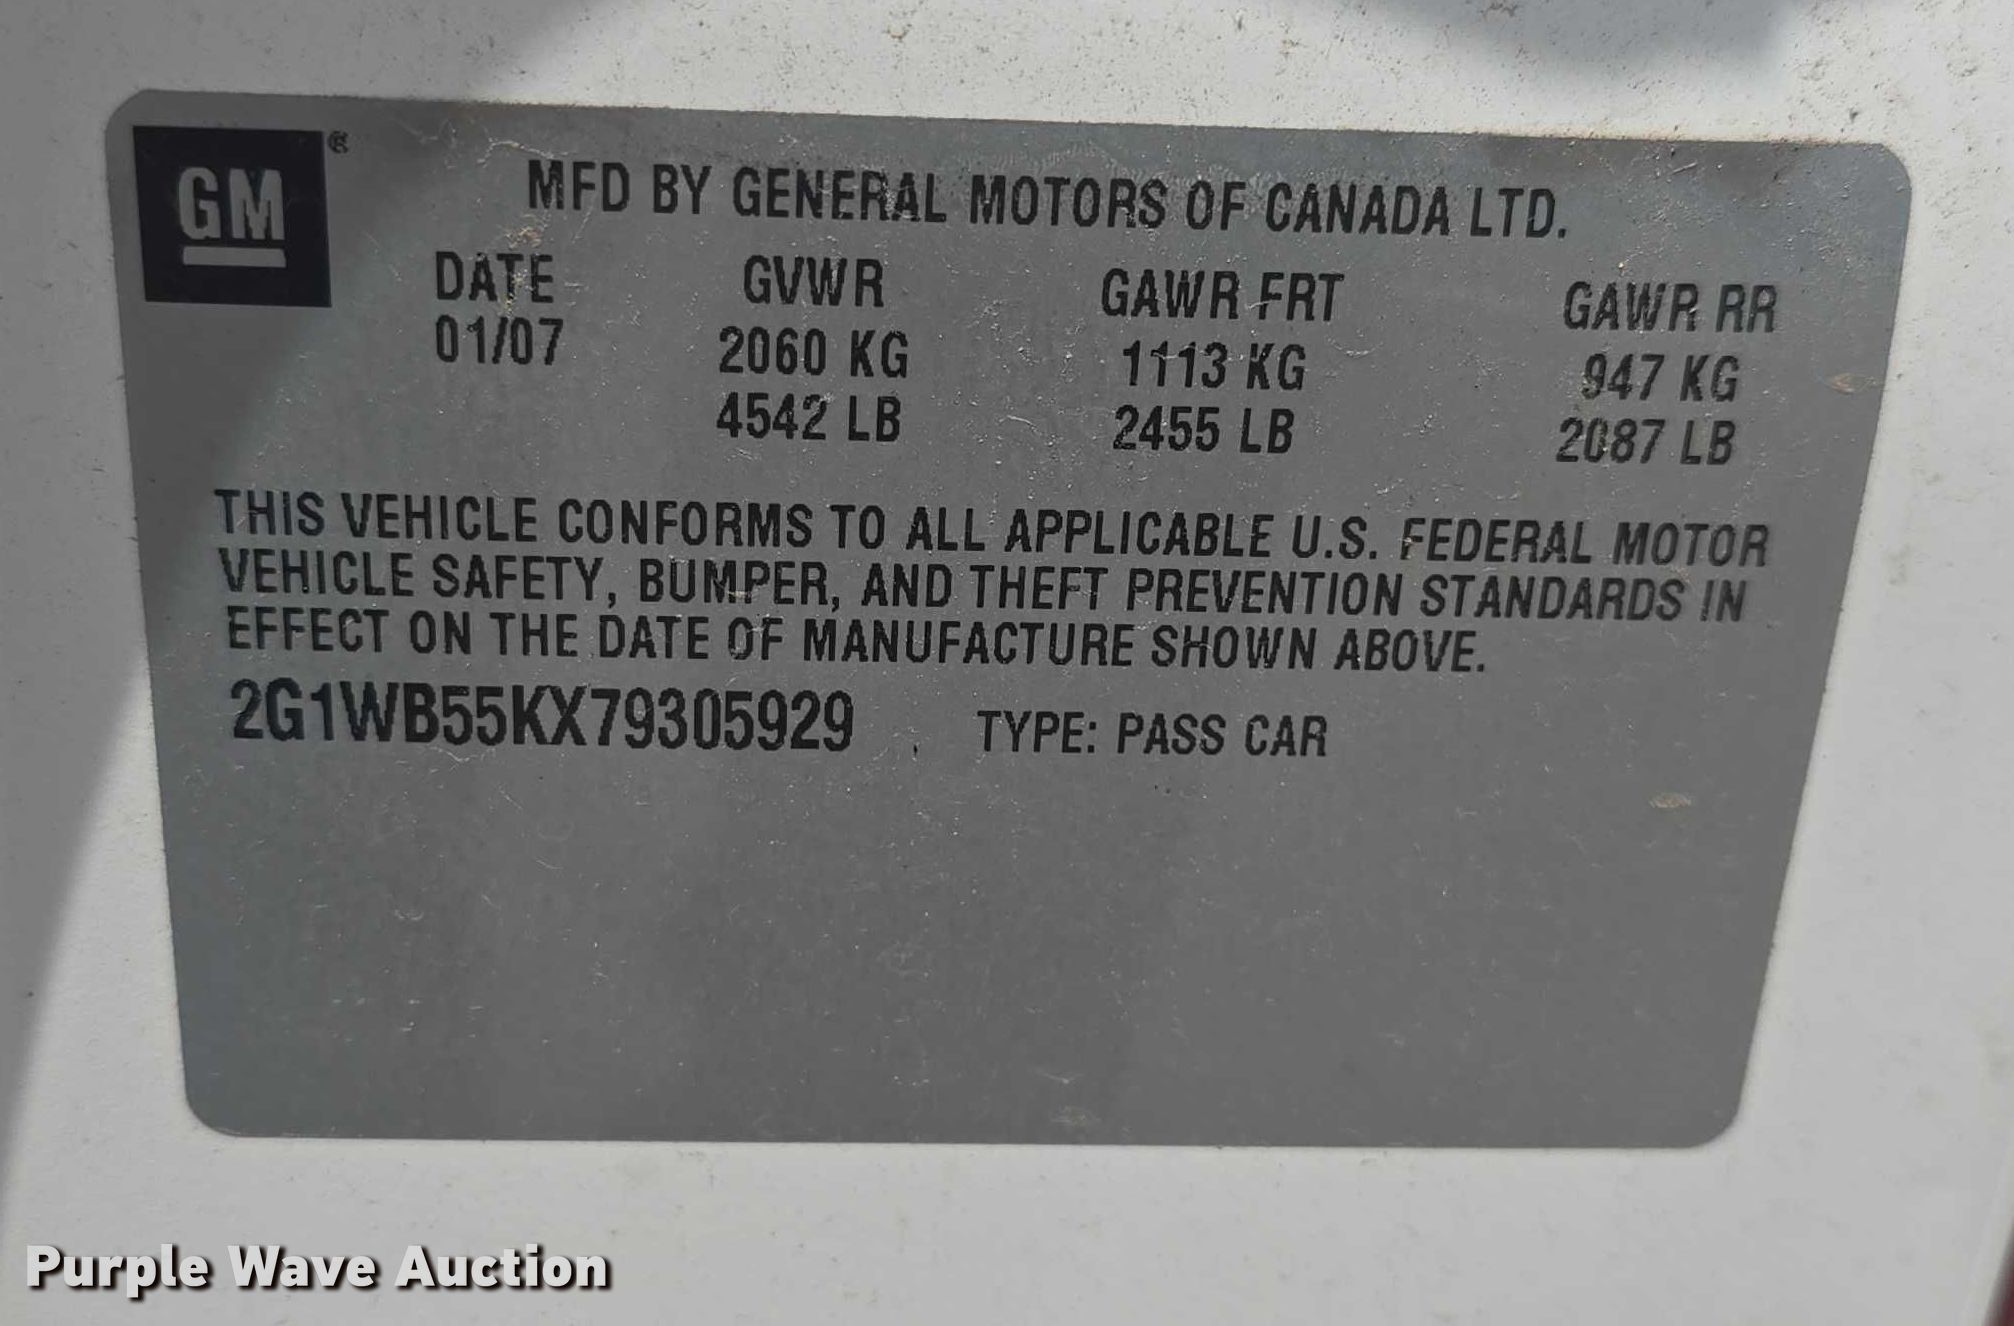 GM ®
MFD BY GENERAL MOTORS OF CANADA LTD.
DATE GVWR GAWR FRT GAWR RR
01/07 2060 KG 1113 KG 947 KG
4542 LB 2455 LB 2087 LB
THIS VEHICLE CONFORMS TO ALL APPLICABLE U.S. FEDERAL MOTOR
VEHICLE SAFETY, BUMPER, AND THEFT PREVENTION STANDARDS IN
EFFECT ON THE DATE OF MANUFACTURE SHOWN ABOVE.
2G1WB55KX79305929 TYPE: PASS CAR
Purple Wave Auction